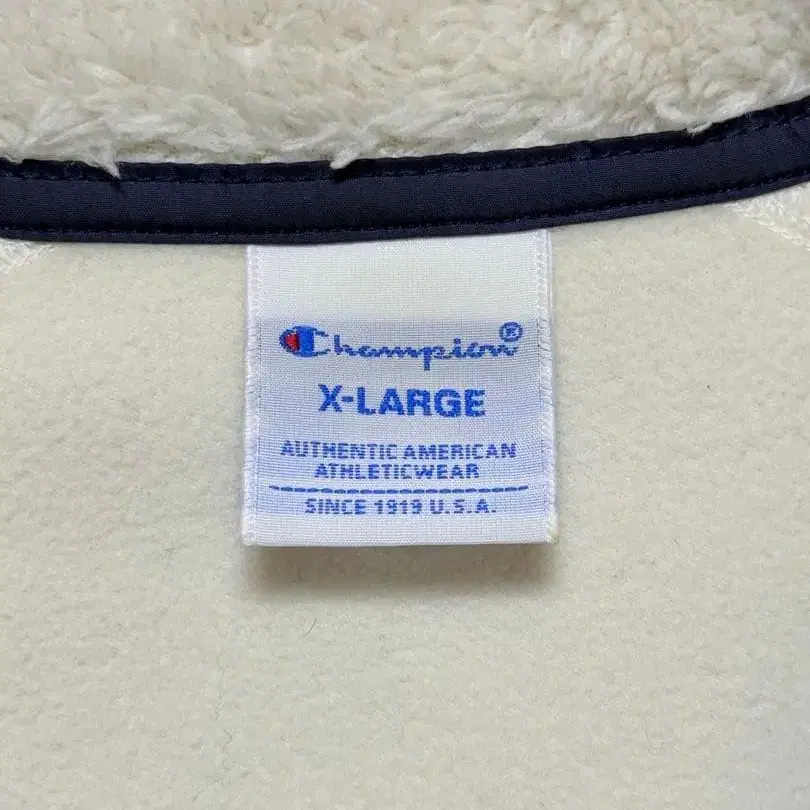 Champion®
X-LARGE
AUTHENTIC AMERICAN
ATHLETICWEAR
SINCE 1919 U.S.A.